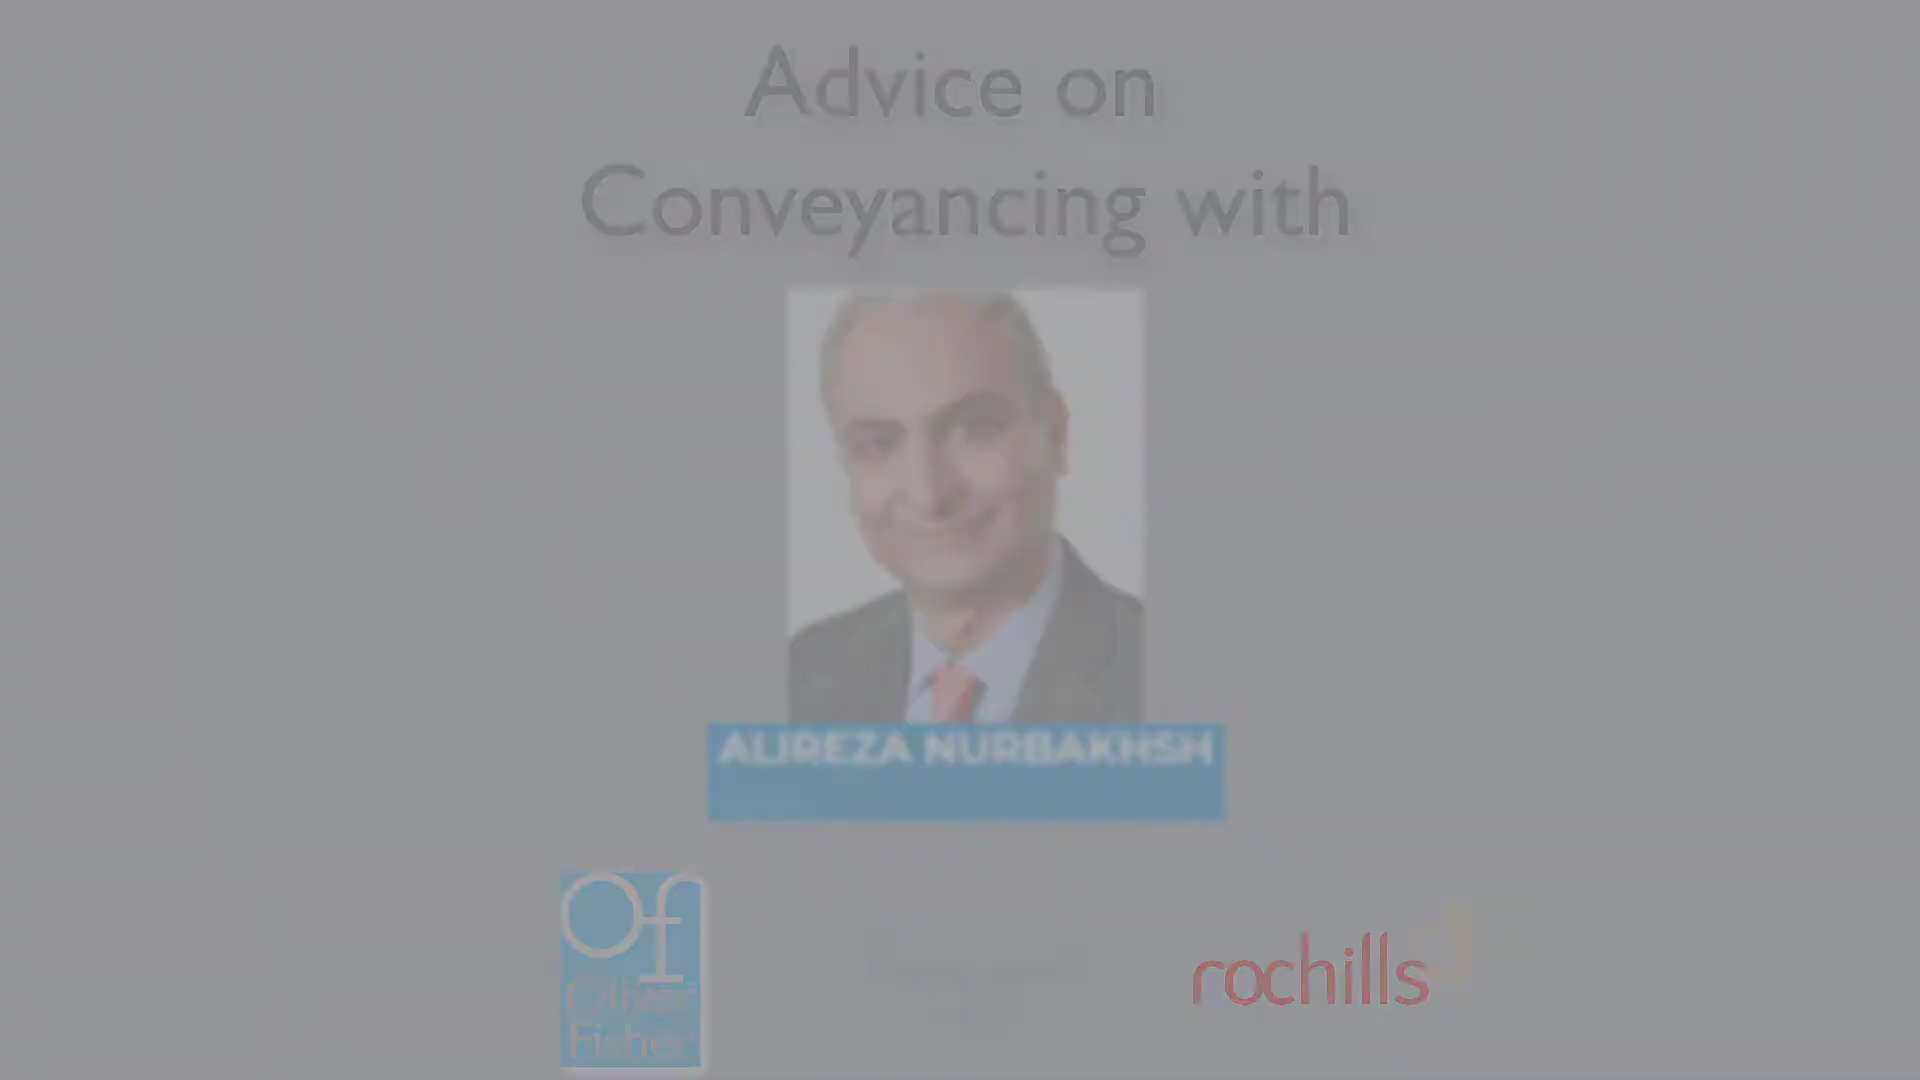 Advice on
Conveyancing with
ALIREZA NURBAKHSH
Of
Oliver
Fisher
rochills